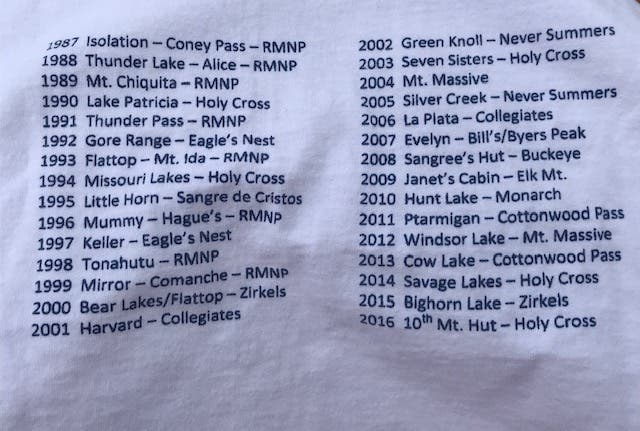 1987 Isolation – Coney Pass – RMNP
1988 Thunder Lake – Alice – RMNP
1989 Mt. Chiquita – RMNP
1990 Lake Patricia – Holy Cross
1991 Thunder Pass – RMNP
1992 Gore Range – Eagle's Nest
1993 Flattop – Mt. Ida – RMNP
1994 Missouri Lakes – Holy Cross
1995 Little Horn – Sangre de Cristos
1996 Mummy – Hague's – RMNP
1997 Keller – Eagle's Nest
1998 Tonahutu – RMNP
1999 Mirror – Comanche – RMNP
2000 Bear Lakes/Flattop – Zirkels
2001 Harvard – Collegiates
2002 Green Knoll – Never Summers
2003 Seven Sisters – Holy Cross
2004 Mt. Massive
2005 Silver Creek – Never Summers
2006 La Plata – Collegiates
2007 Evelyn – Bill's/Byers Peak
2008 Sangree's Hut – Buckeye
2009 Janet's Cabin – Elk Mt.
2010 Hunt Lake – Monarch
2011 Ptarmigan – Cottonwood Pass
2012 Windsor Lake – Mt. Massive
2013 Cow Lake – Cottonwood Pass
2014 Savage Lakes – Holy Cross
2015 Bighorn Lake – Zirkels
2016 10th Mt. Hut – Holy Cross